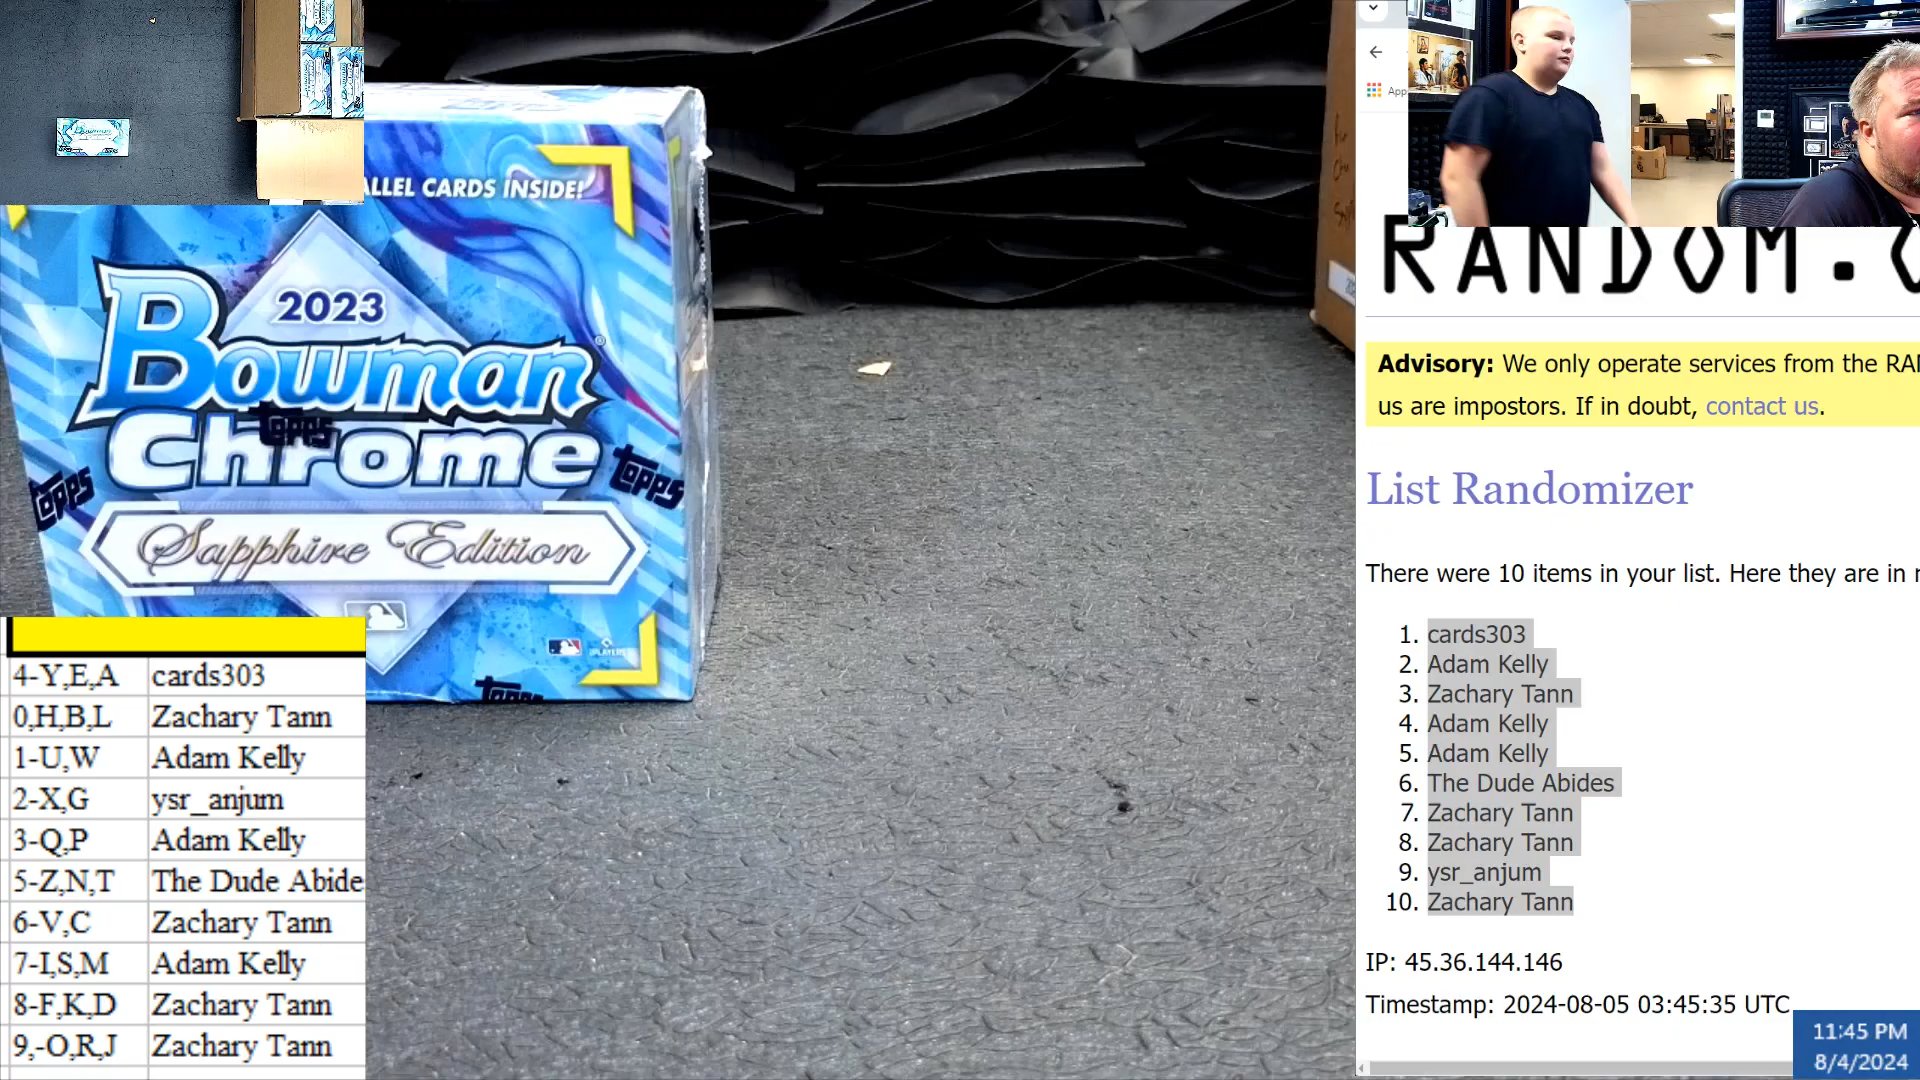 ALLEL CARDS INSIDE!
2023
Bowman
Chrome
Sapphire Edition
topps
topps
topps
topps
4-Y,E,A cards303
0,H,B,L Zachary Tann
1-U,W Adam Kelly
2-X,G ysr_anjum
3-Q,P Adam Kelly
5-Z,N,T The Dude Abide
6-V,C Zachary Tann
7-I,S,M Adam Kelly
8-F,K,D Zachary Tann
9,-O,R,J Zachary Tann
App
RANDOM.
Advisory: We only operate services from the RA
us are impostors. If in doubt, contact us.
List Randomizer
There were 10 items in your list. Here they are in r
1. cards303
2. Adam Kelly
3. Zachary Tann
4. Adam Kelly
5. Adam Kelly
6. The Dude Abides
7. Zachary Tann
8. Zachary Tann
9. ysr_anjum
10. Zachary Tann
IP: 45.36.144.146
Timestamp: 2024-08-05 03:45:35 UTC
11:45 PM
8/4/2024